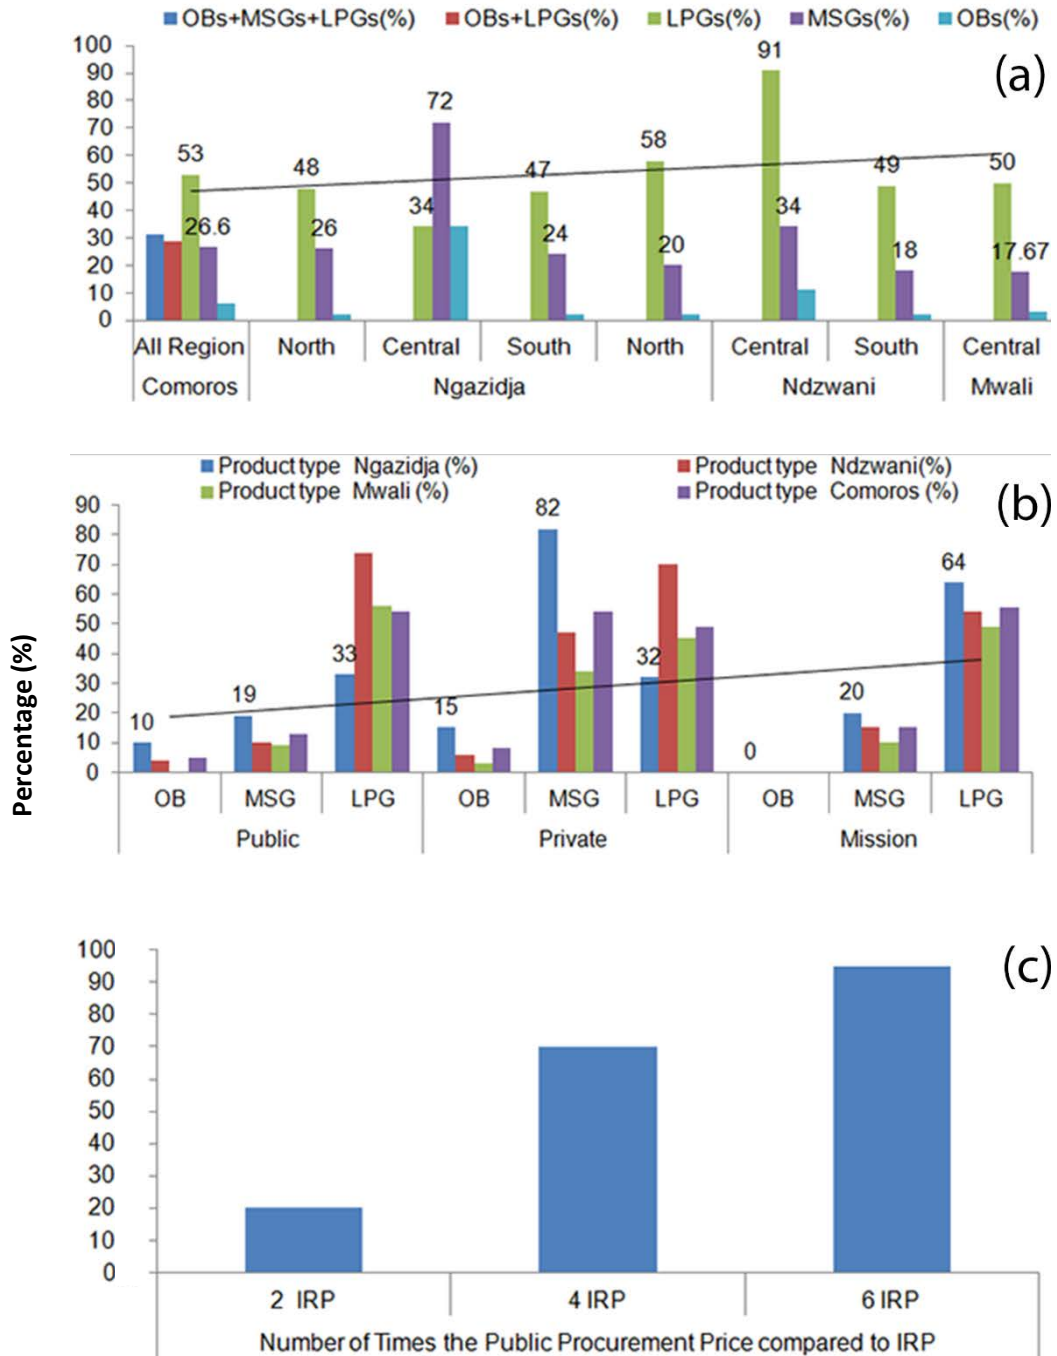 OBs+MSGs+LPGs(%) OBs+LPGs(%) LPGs(%) MSGs(%) OBs(%)
(a)
100
90
80
70
60
50
40
30
20
10
0
53 26.6 48 26 34 72 47 24 58 20 91 34 49 18 50 17.67
All Region North Central South North Central South Central
Comoros Ngazidja Ndzwani Mwali
Product type Ngazidja (%) Product type Ndzwani(%)
Product type Mwali (%) Product type Comoros (%)
(b)
Percentage (%)
90
80
70
60
50
40
30
20
10
0
10 19 33 15 82 32 0 20 64
OB MSG LPG OB MSG LPG OB MSG LPG
Public Private Mission
(c)
100
90
80
70
60
50
40
30
20
10
0
2 IRP 4 IRP 6 IRP
Number of Times the Public Procurement Price compared to IRP